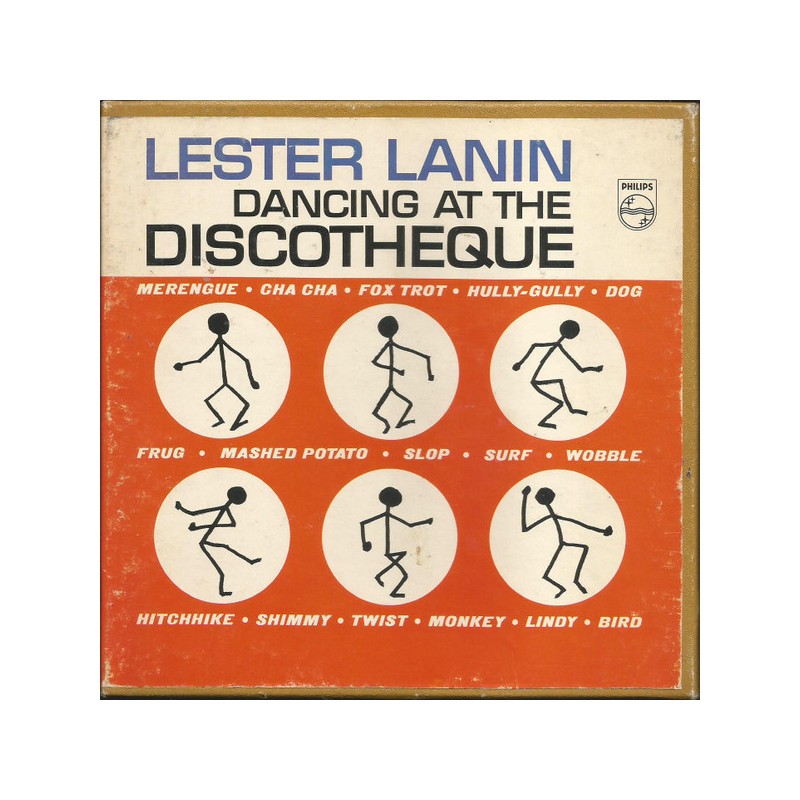 LESTER LANIN
DANCING AT THE
DISCOTHEQUE
PHILIPS
MERENGUE • CHA CHA • FOX TROT • HULLY-GULLY • DOG
FRUG • MASHED POTATO • SLOP • SURF • WOBBLE
HITCHHIKE • SHIMMY • TWIST • MONKEY • LINDY • BIRD